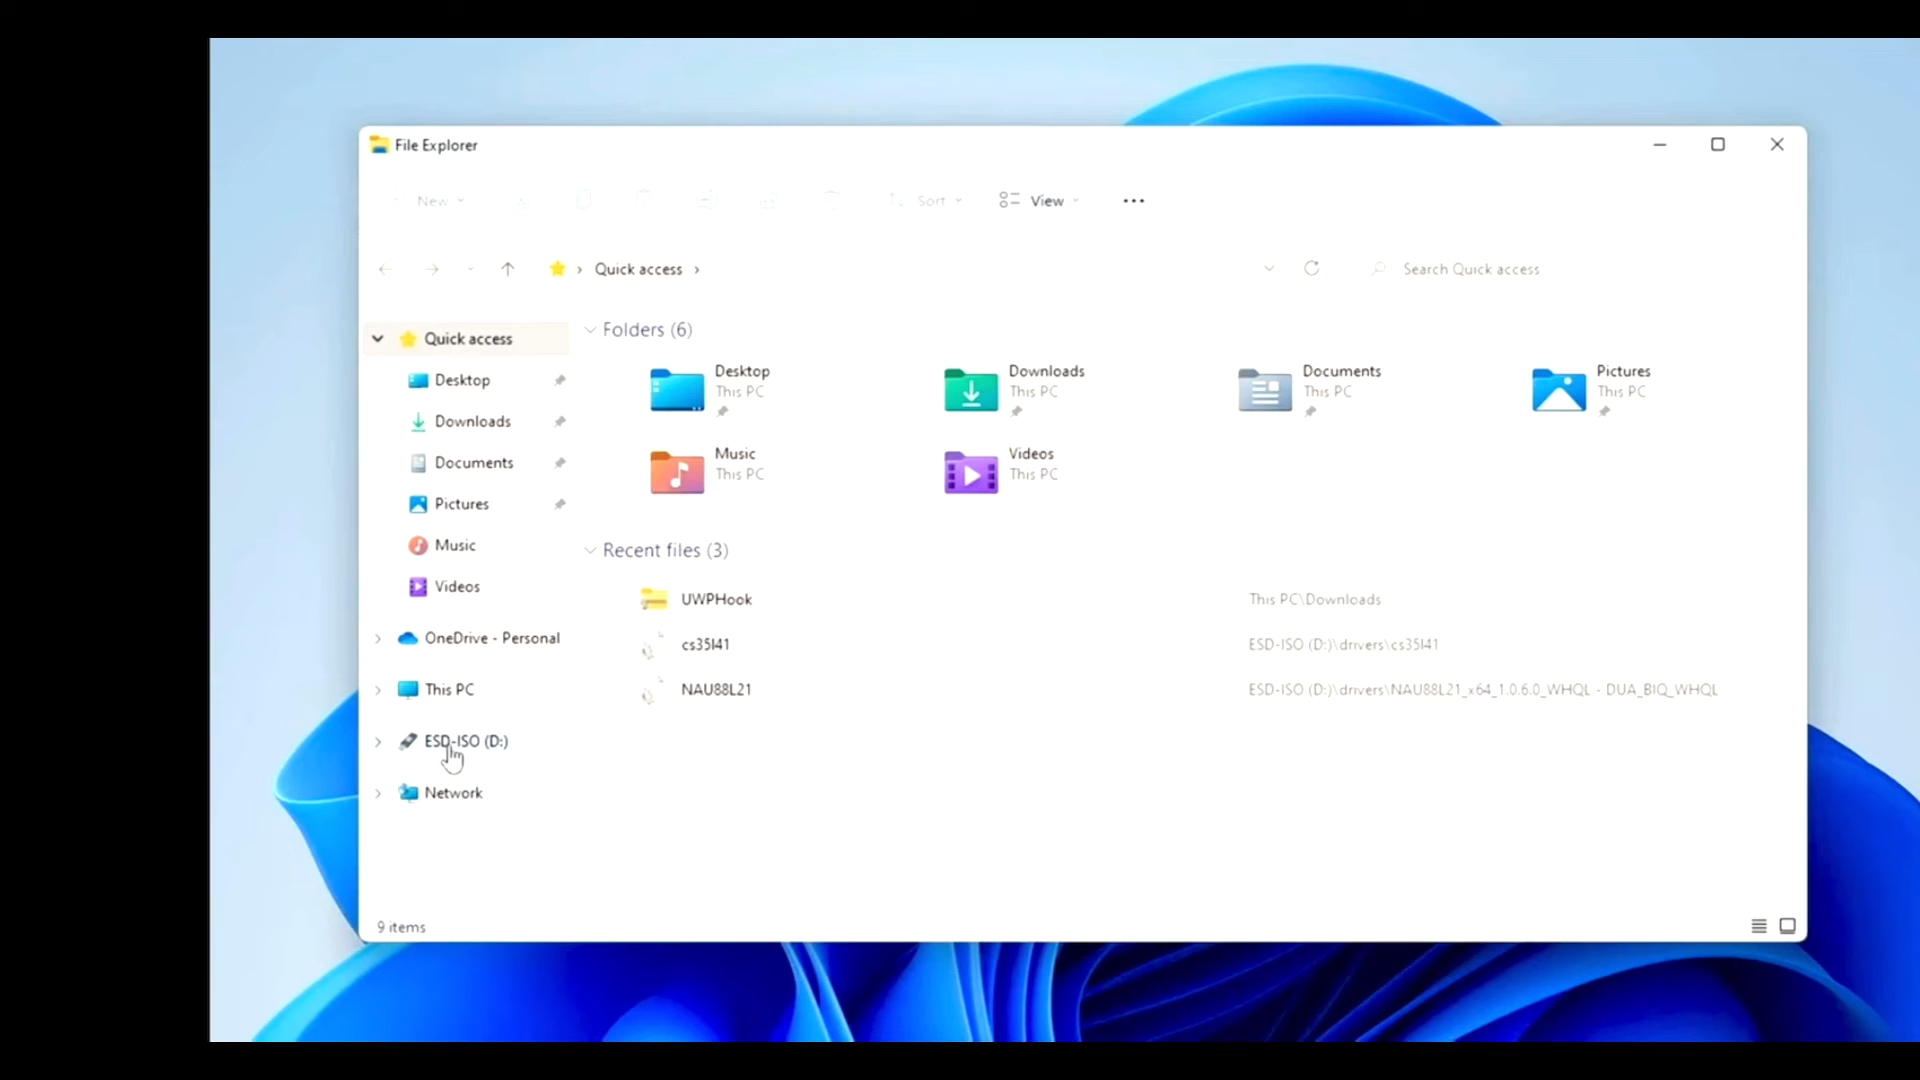 File Explorer
New
Sort
View
Quick access
Search Quick access
Quick access
Desktop
Downloads
Documents
Pictures
Music
Videos
OneDrive - Personal
This PC
ESD-ISO (D:)
Network
Folders (6)
Desktop
This PC
Downloads
This PC
Documents
This PC
Pictures
This PC
Music
This PC
Videos
This PC
Recent files (3)
UWPHook
This PC\Downloads
cs35l41
ESD-ISO (D:)\drivers\cs35l41
NAU88L21
ESD-ISO (D:)\drivers\NAU88L21_x64_1.0.6.0_WHQL - DUA_BIQ_WHQL
9 items